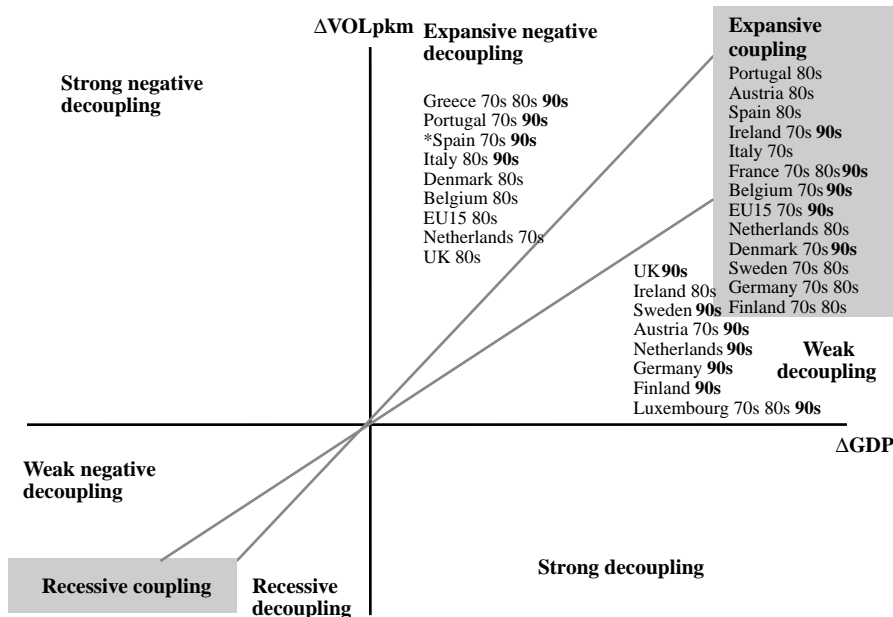 ΔVOLpkm
Expansive negative
decoupling
Expansive
coupling
Strong negative
decoupling
Greece 70s 80s 90s
Portugal 70s 90s
*Spain 70s 90s
Italy 80s 90s
Denmark 80s
Belgium 80s
EU15 80s
Netherlands 70s
UK 80s
Portugal 80s
Austria 80s
Spain 80s
Ireland 70s 90s
Italy 70s
France 70s 80s90s
Belgium 70s 90s
EU15 70s 90s
Netherlands 80s
Denmark 70s 90s
Sweden 70s 80s
Germany 70s 80s
Finland 70s 80s
UK90s
Ireland 80s
Sweden 90s
Austria 70s 90s
Netherlands 90s
Germany 90s
Finland 90s
Luxembourg 70s 80s 90s
Weak
decoupling
ΔGDP
Weak negative
decoupling
Recessive coupling
Recessive
decoupling
Strong decoupling